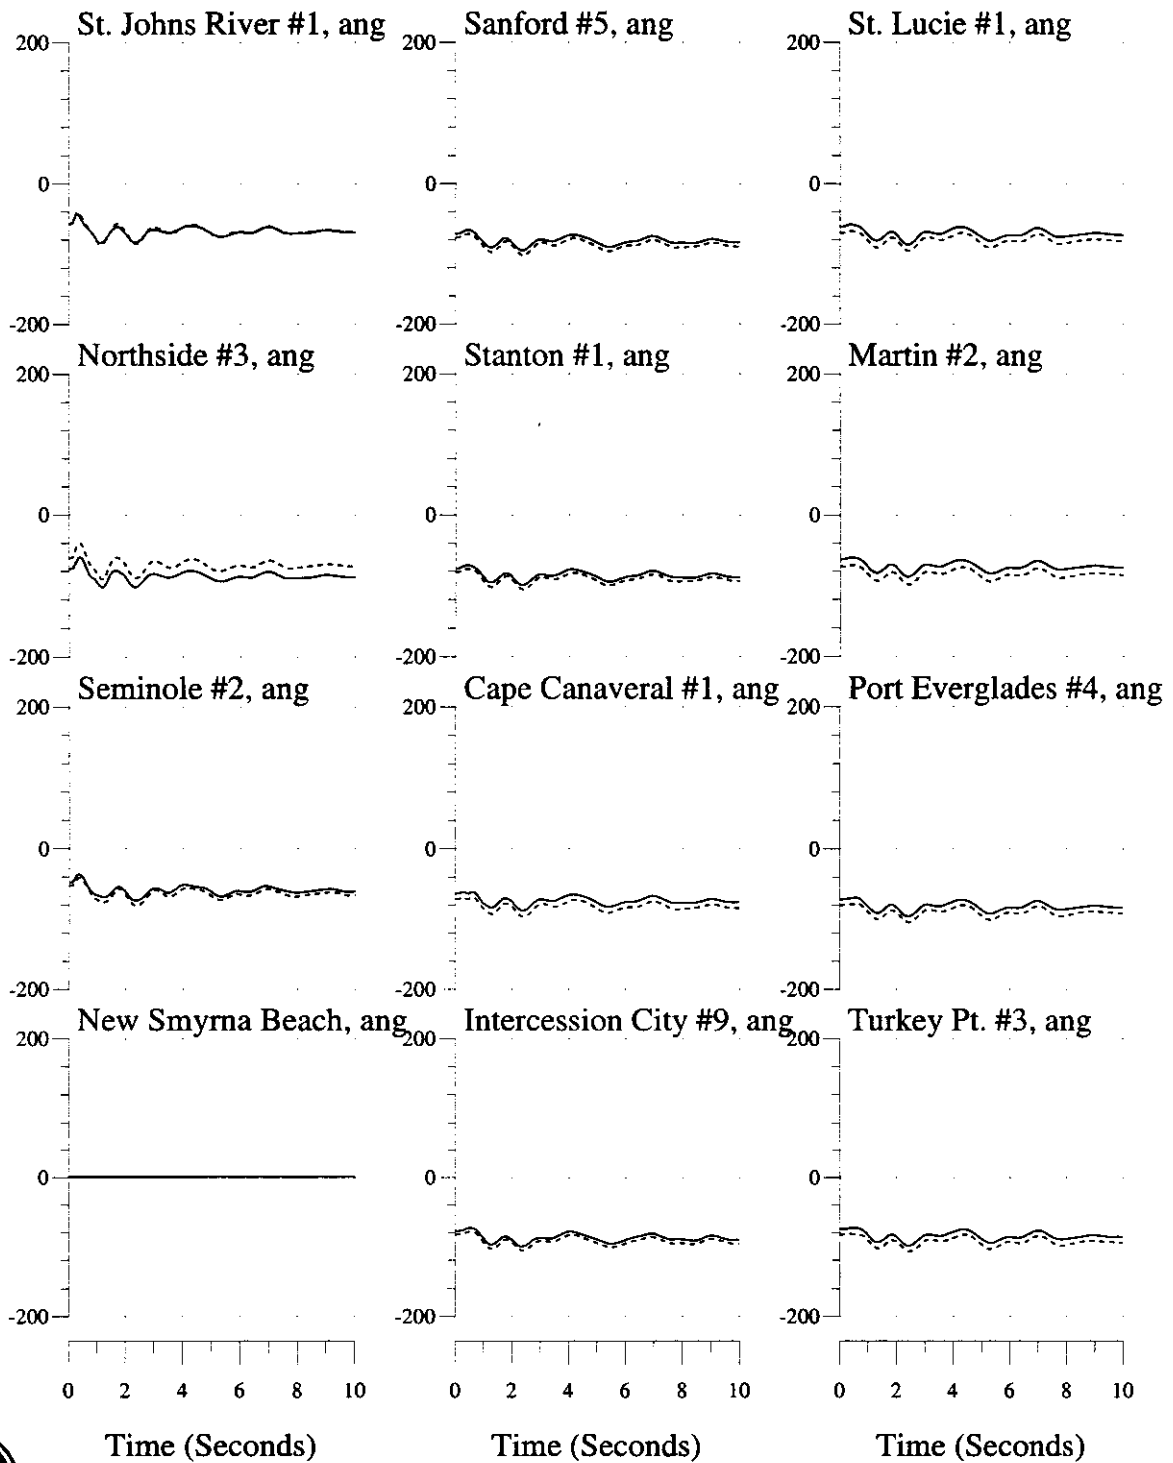 St. Johns River #1, ang Sanford #5, ang St. Lucie #1, ang
200 200 200
0 0 0
-200 -200 -200
Northside #3, ang Stanton #1, ang Martin #2, ang
200 200 200
0 0 0
-200 -200 -200
Seminole #2, ang Cape Canaveral #1, ang Port Everglades #4, ang
200 200 200
0 0 0
-200 -200 -200
New Smyrna Beach, ang Intercession City #9, ang Turkey Pt. #3, ang
200 200 200
0 0 0
-200 -200 -200
0 2 4 6 8 10 0 2 4 6 8 10 0 2 4 6 8 10
Time (Seconds) Time (Seconds) Time (Seconds)